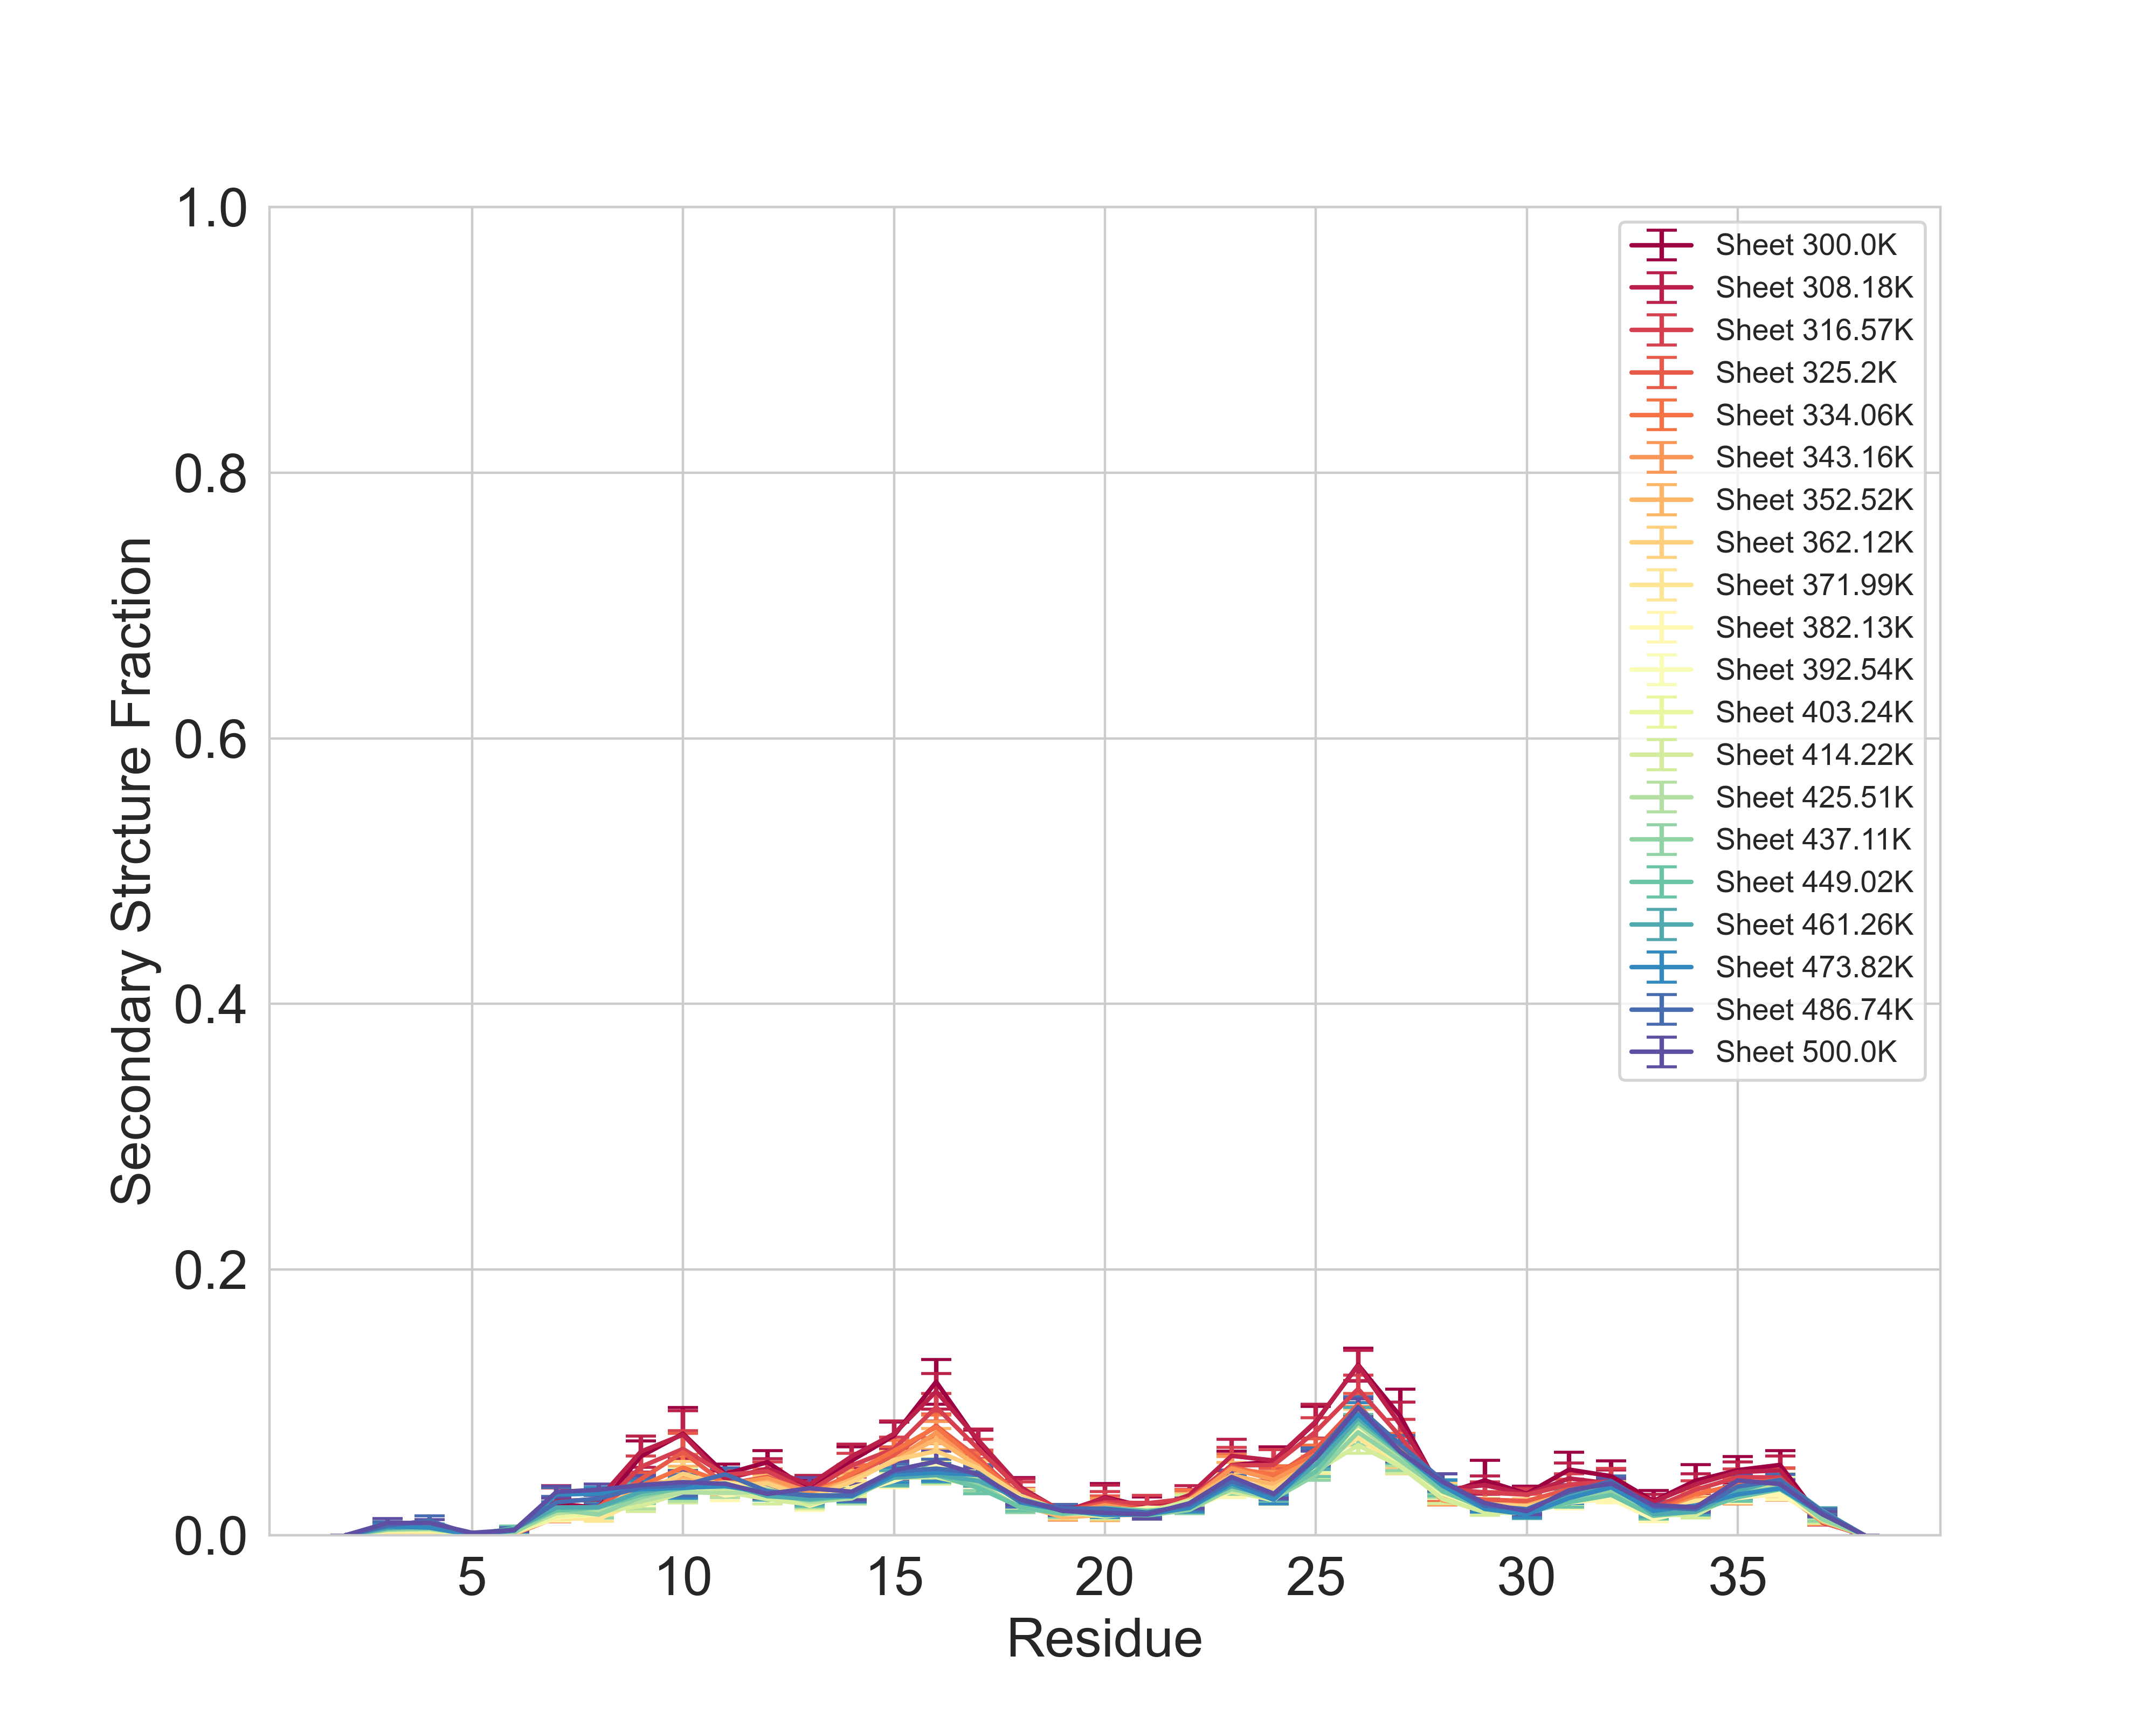 1.0
0.8
0.6
0.4
0.2
0.0
Secondary Strcture Fraction
5 10 15 20 25 30 35
Residue
Sheet 300.0K
Sheet 308.18K
Sheet 316.57K
Sheet 325.2K
Sheet 334.06K
Sheet 343.16K
Sheet 352.52K
Sheet 362.12K
Sheet 371.99K
Sheet 382.13K
Sheet 392.54K
Sheet 403.24K
Sheet 414.22K
Sheet 425.51K
Sheet 437.11K
Sheet 449.02K
Sheet 461.26K
Sheet 473.82K
Sheet 486.74K
Sheet 500.0K